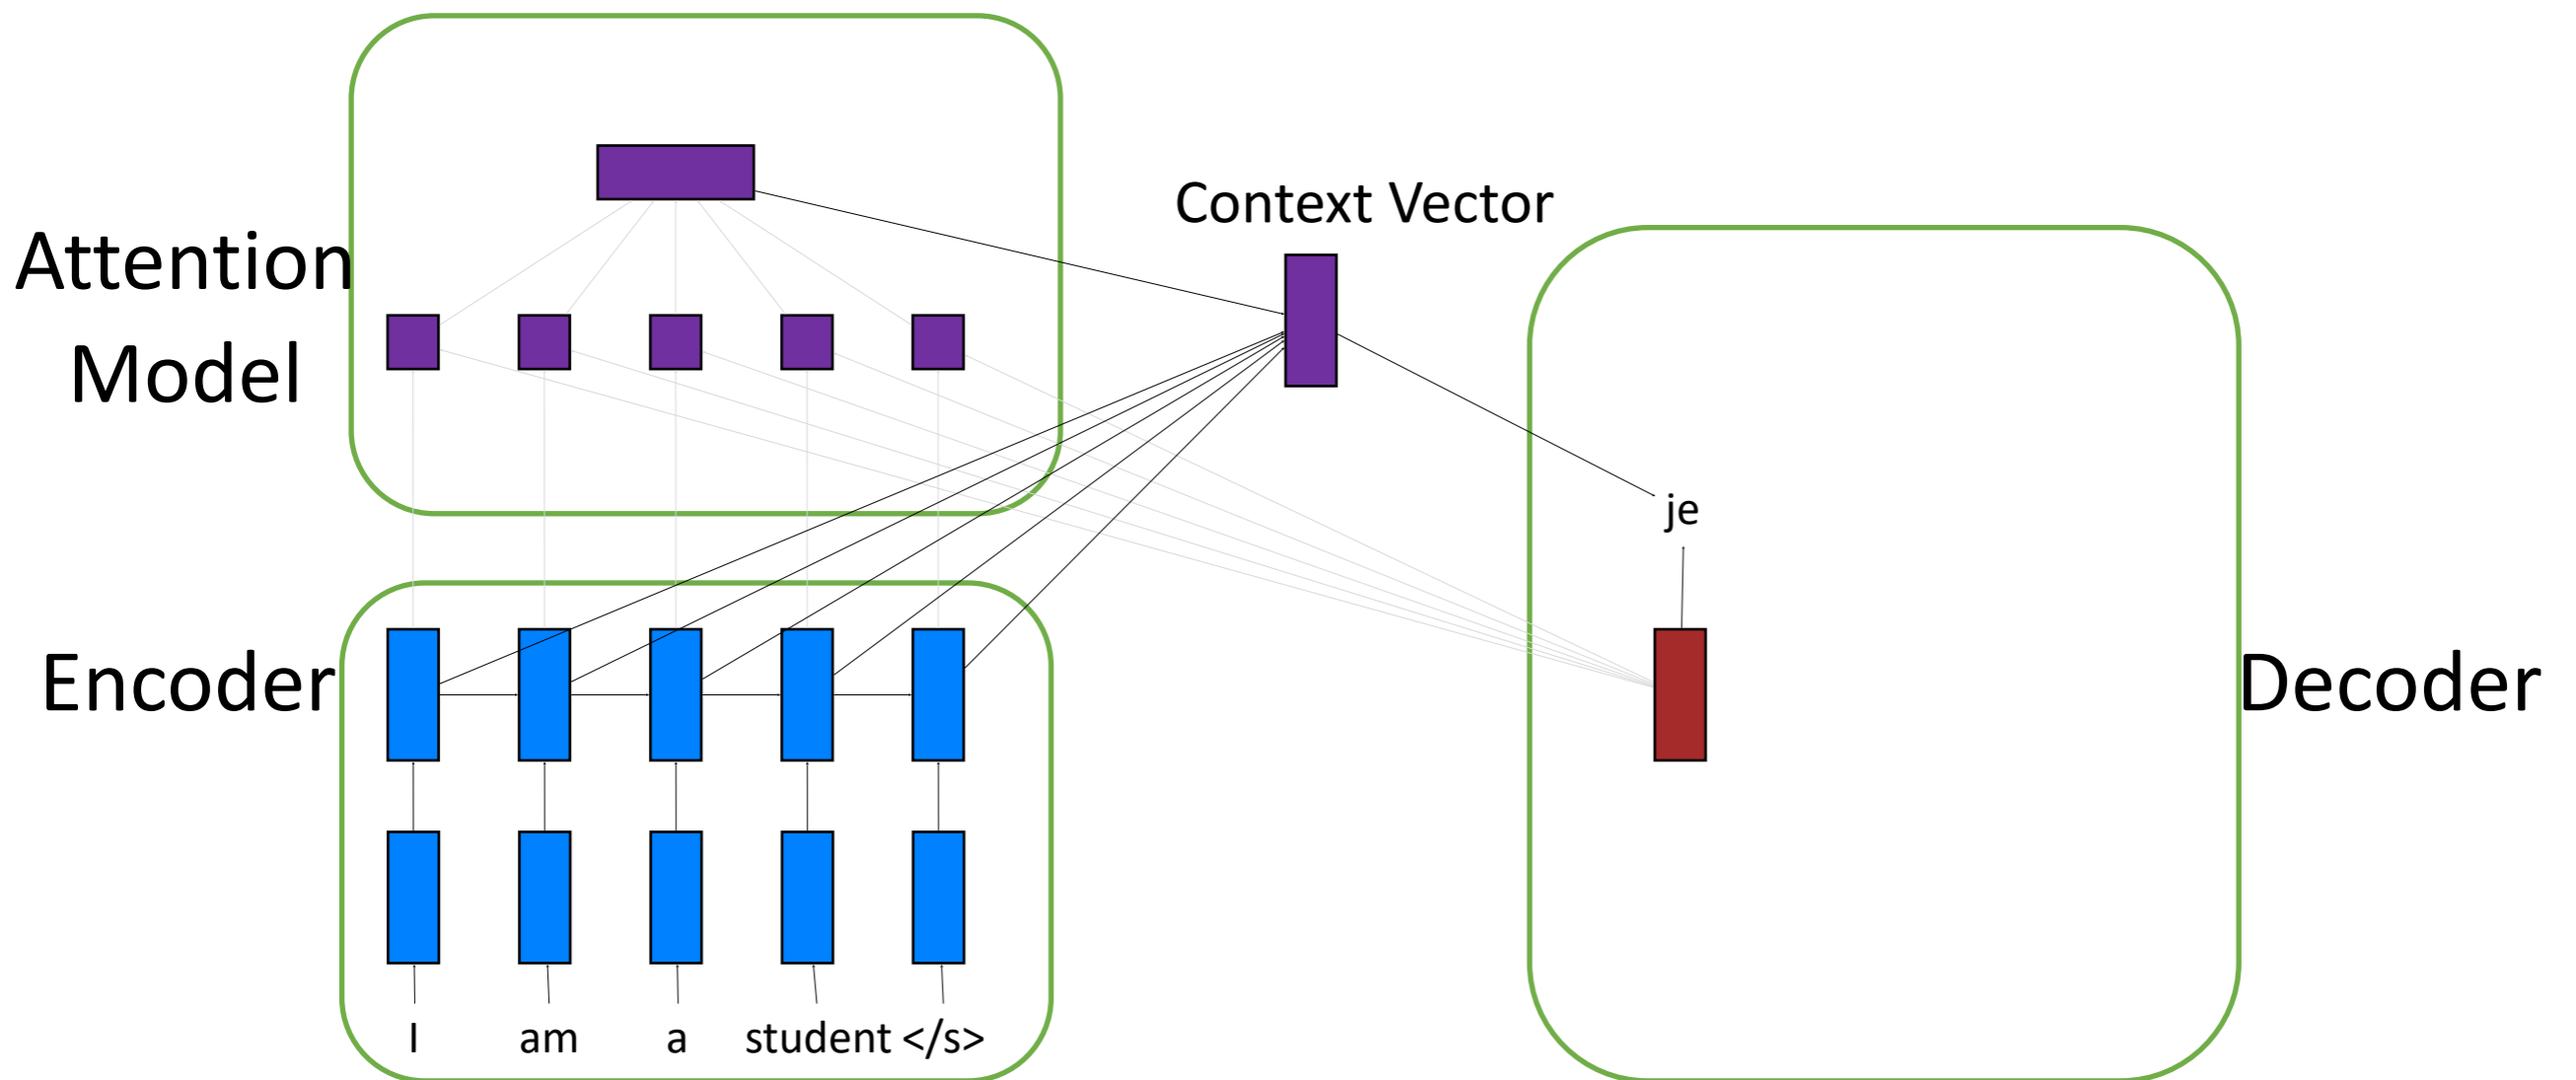 Attention
Model
Context Vector
je
Encoder
Decoder
I am a student </s>